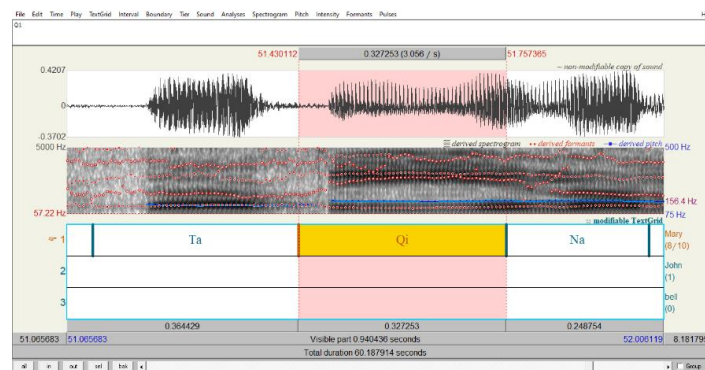 File Edit Time Play TextGrid Interval Boundary Tier Sound Analyses Spectrogram Pitch Intensity Formants Pulses H
Qi
51.430112 0.327253 (3.056 / s) 51.757365
0.4207 ~ non-modifiable copy of sound
0
-0.3702
5000 Hz derived spectrogram derived formants derived pitch 500 Hz
156.4 Hz
57.22 Hz 75 Hz
modifiable TextGrid
1 Ta Qi Na Mary (8/10)
2 John (1)
3 bell (0)
0.364429 0.327253 0.248754
51.065683 51.065683 Visible part 0.940436 seconds 52.006119 8.181795
Total duration 60.187914 seconds
all in out sel bak Group